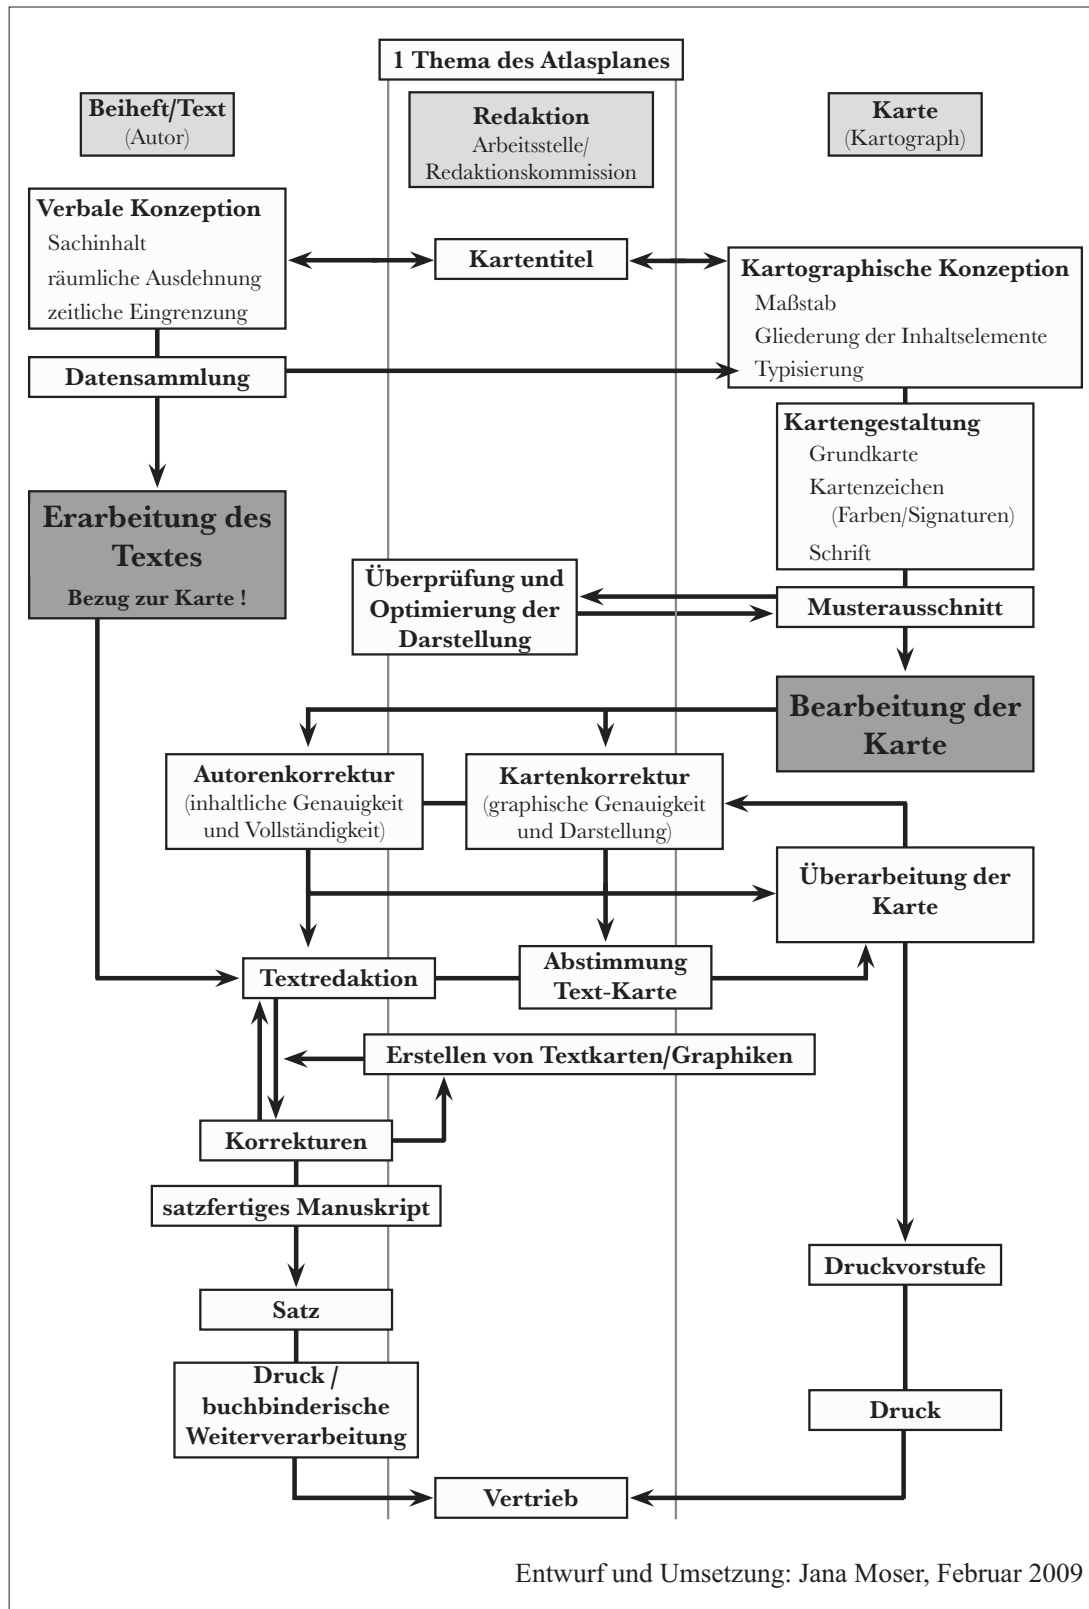 1 Thema des Atlasplanes
Beiheft/Text
(Autor)
Redaktion
Arbeitsstelle/
Redaktionskommission
Karte
(Kartograph)
Verbale Konzeption
Sachinhalt
räumliche Ausdehnung
zeitliche Eingrenzung
Kartentitel
Kartographische Konzeption
Maßstab
Gliederung der Inhaltselemente
Typisierung
Datensammlung
Kartengestaltung
Grundkarte
Kartenzeichen
(Farben/Signaturen)
Schrift
Erarbeitung des
Textes
Bezug zur Karte !
Überprüfung und
Optimierung der
Darstellung
Musterausschnitt
Bearbeitung der
Karte
Autorenkorrektur
(inhaltliche Genauigkeit
und Vollständigkeit)
Kartenkorrektur
(graphische Genauigkeit
und Darstellung)
Überarbeitung der
Karte
Textredaktion
Abstimmung
Text-Karte
Erstellen von Textkarten/Graphiken
Korrekturen
satzfertiges Manuskript
Druckvorstufe
Satz
Druck /
buchbinderische
Weiterverarbeitung
Druck
Vertrieb
Entwurf und Umsetzung: Jana Moser, Februar 2009